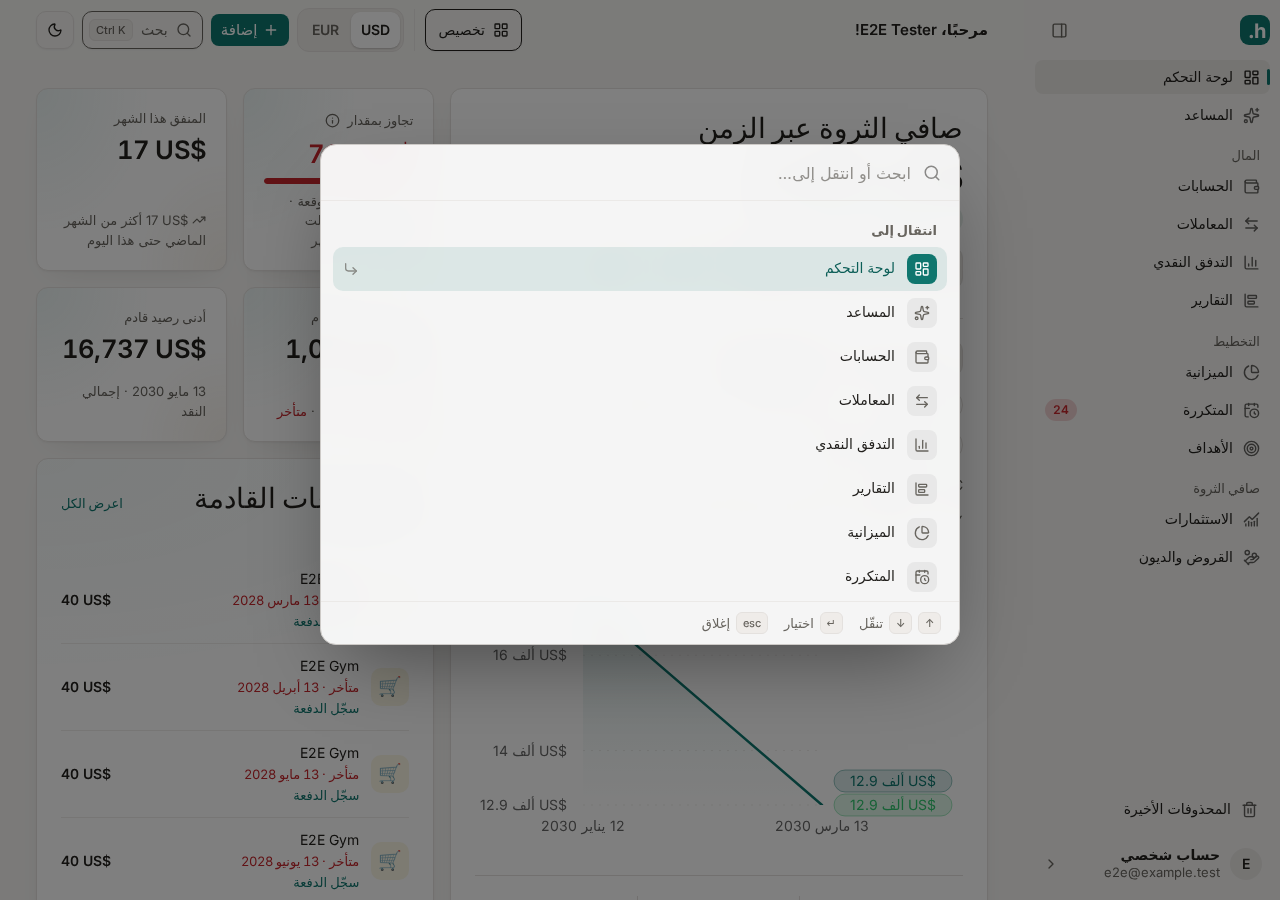 .h
لوحة التحكم
المساعد
المال
الحسابات
المعاملات
التدفق النقدي
التقارير
التخطيط
الميزانية
المتكررة
24
الأهداف
صافي الثروة
الاستثمارات
القروض والديون
المحذوفات الأخيرة
E
حساب شخصي
e2e@example.test
مرحبًا، E2E Tester!
تخصيص
USD
EUR
إضافة
بحث
Ctrl K
صافي الثروة عبر الزمن
تجاوز بمقدار
المنفق هذا الشهر
17 US$
17 US$ أكثر من الشهر
الماضي حتى هذا اليوم
أدنى رصيد قادم
16,737 US$
13 مايو 2030 · إجمالي
النقد
متأخر
القادمة
اعرض الكل
13 مارس 2028
40 US$
E2E Gym
متأخر · 13 أبريل 2028
سجّل الدفعة
40 US$
E2E Gym
متأخر · 13 مايو 2028
سجّل الدفعة
40 US$
E2E Gym
متأخر · 13 يونيو 2028
سجّل الدفعة
40 US$
ابحث أو انتقل إلى...
انتقال إلى
لوحة التحكم
المساعد
الحسابات
المعاملات
التدفق النقدي
التقارير
الميزانية
المتكررة
↑ ↓ تنقّل
↵ اختيار
esc إغلاق
16 ألف US$
14 ألف US$
12.9 ألف US$
12.9 ألف US$
12.9 ألف US$
12 يناير 2030
13 مارس 2030